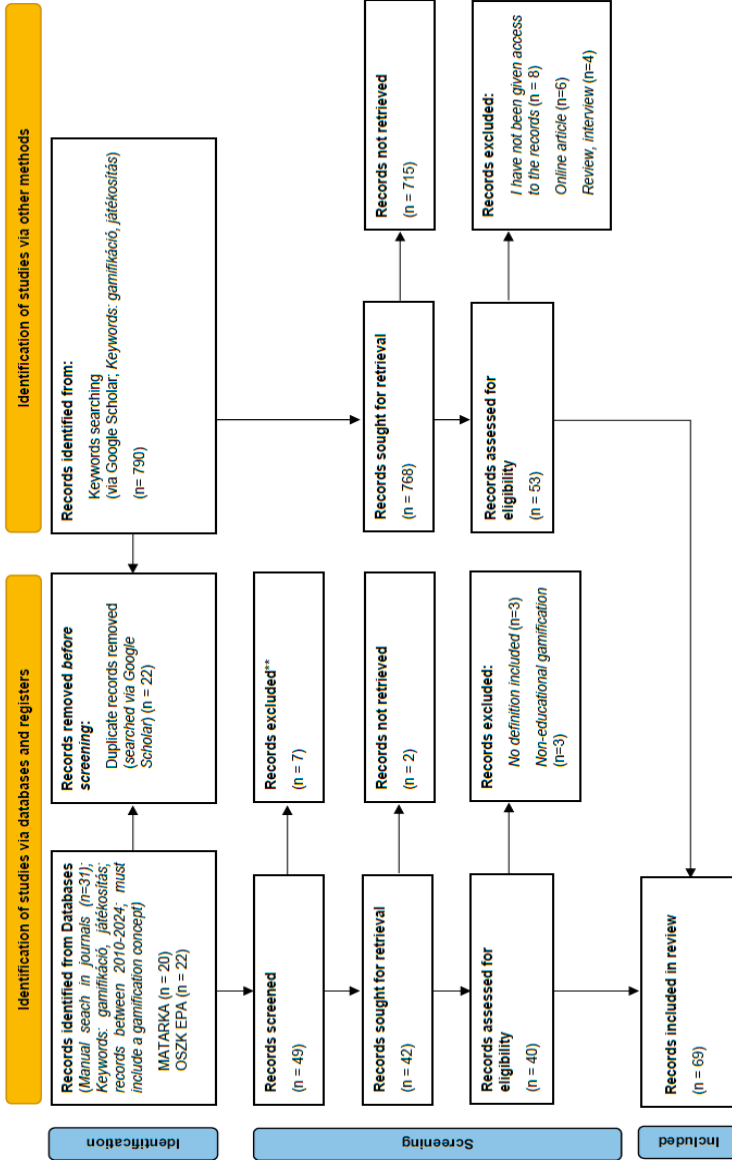 Identification of studies via databases and registers
Identification of studies via other methods
Identification
Records identified from Databases
(Manual seach in journals (n=31);
Keywords: gamifikáció, játékosítás;
records between 2010-2024; must
include a gamification concept)
MATARKA (n = 20)
OSZK EPA (n = 22)
Records removed before
screening:
Duplicate records removed
(searched via Google
Scholar) (n = 22)
Records identified from:
Keywords searching
(via Google Scholar; Keywords: gamifikáció, játékosítás)
(n= 790)
Screening
Records screened
(n = 49)
Records excluded**
(n = 7)
Records sought for retrieval
(n = 42)
Records not retrieved
(n = 2)
Records sought for retrieval
(n = 768)
Records not retrieved
(n = 715)
Records assessed for
eligibility
(n = 40)
Records excluded:
No definition included (n=3)
Non-educational gamification
(n=3)
Records assessed for
eligibility
(n = 53)
Records excluded:
I have not been given access
to the records (n = 8)
Online article (n=6)
Review, interview (n=4)
Included
Records included in review
(n = 69)